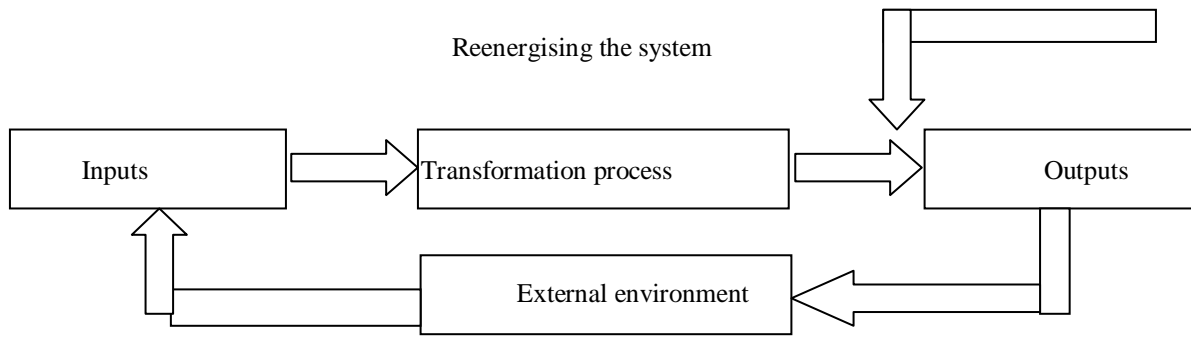 Reenergising the system
Inputs
Transformation process
Outputs
External environment